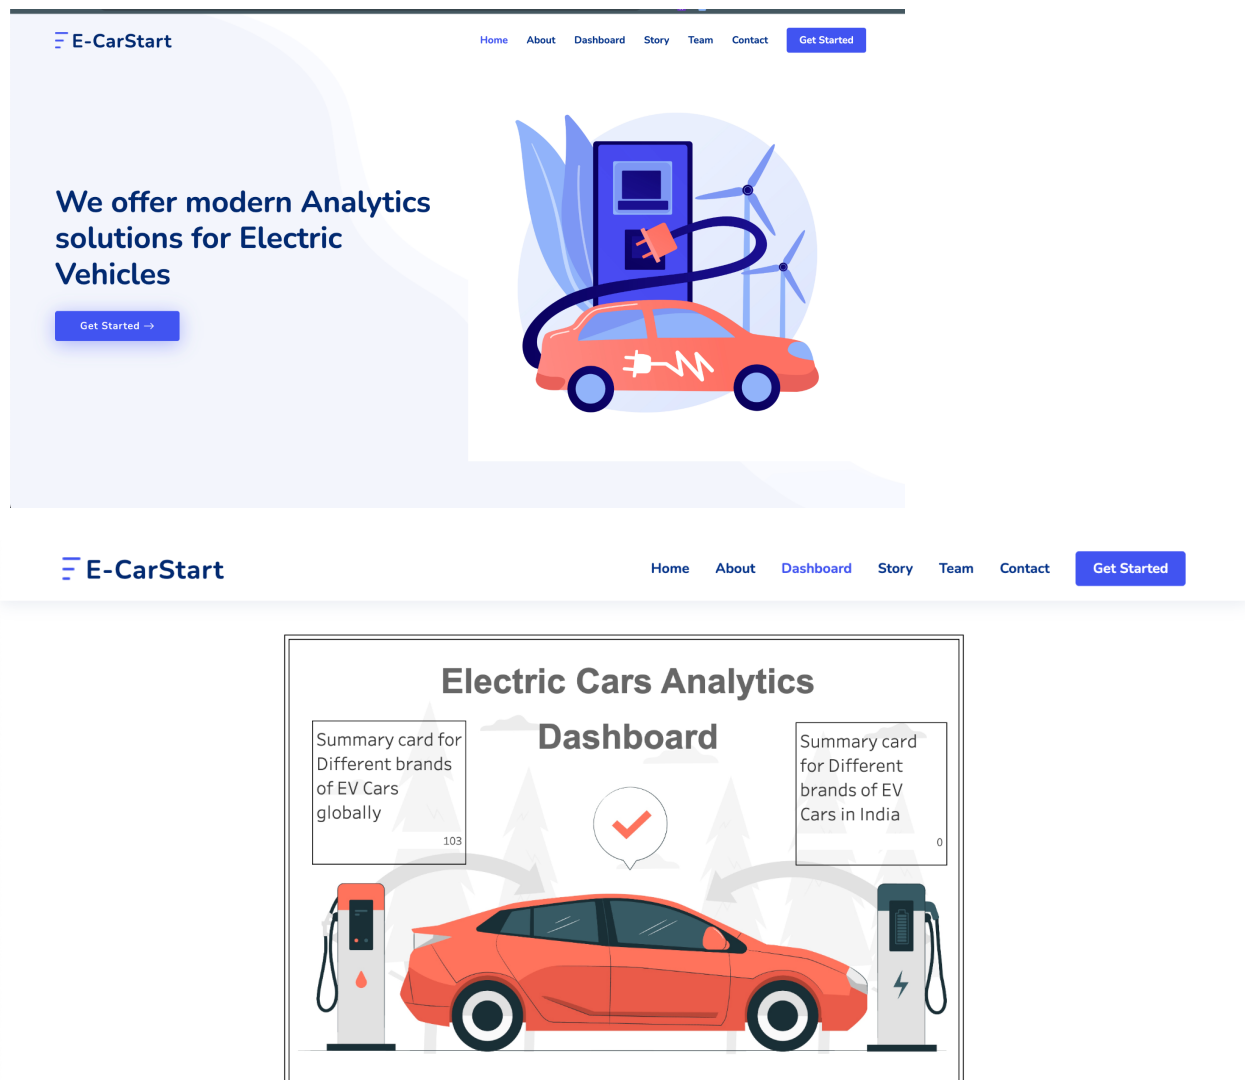 E-CarStart
Home About Dashboard Story Team Contact Get Started
We offer modern Analytics
solutions for Electric
Vehicles
Get Started →
E-CarStart
Home About Dashboard Story Team Contact Get Started
Electric Cars Analytics
Dashboard
Summary card for
Different brands
of EV Cars
globally
103
Summary card
for Different
brands of EV
Cars in India
0